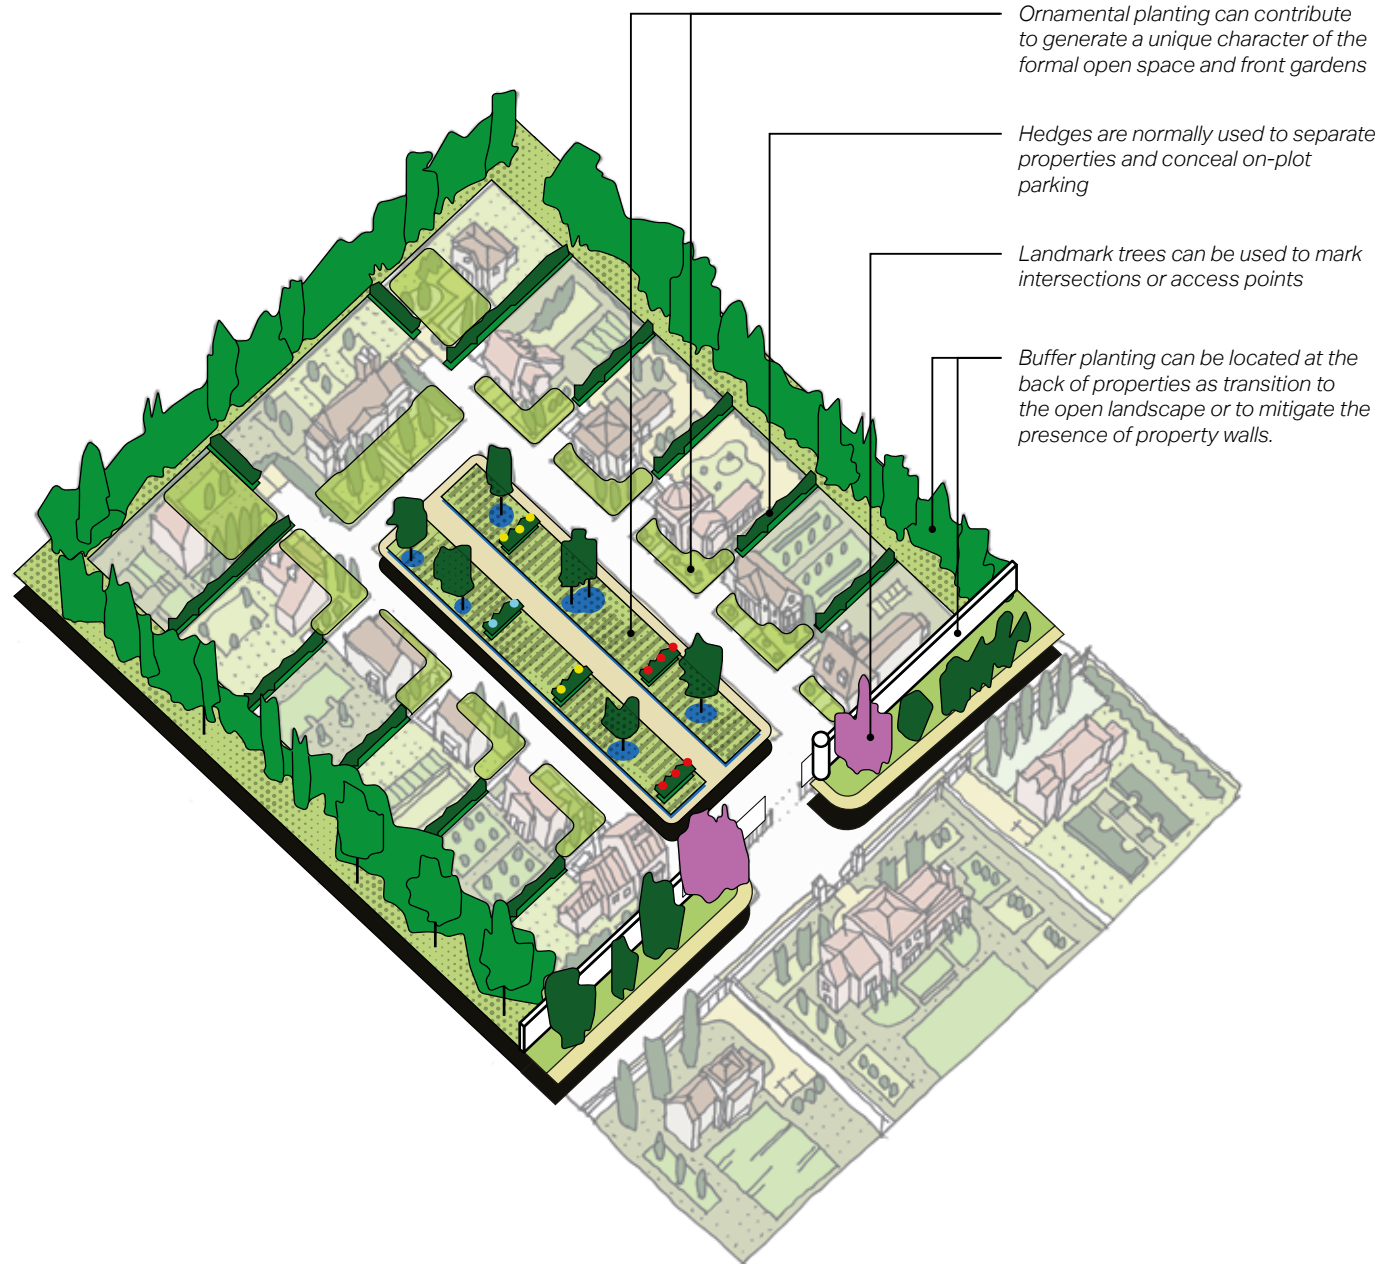 Ornamental planting can contribute
to generate a unique character of the
formal open space and front gardens
Hedges are normally used to separate
properties and conceal on-plot
parking
Landmark trees can be used to mark
intersections or access points
Buffer planting can be located at the
back of properties as transition to
the open landscape or to mitigate the
presence of property walls.